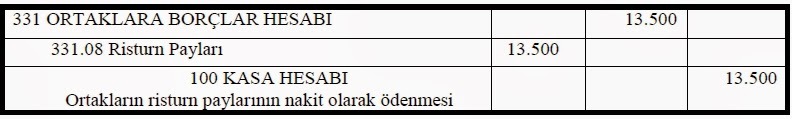 331 ORTAKLARA BORÇLAR HESABI 13.500
331.08 Risturn Payları 13.500
100 KASA HESABI 13.500
Ortakların risturn paylarının nakit olarak ödenmesi